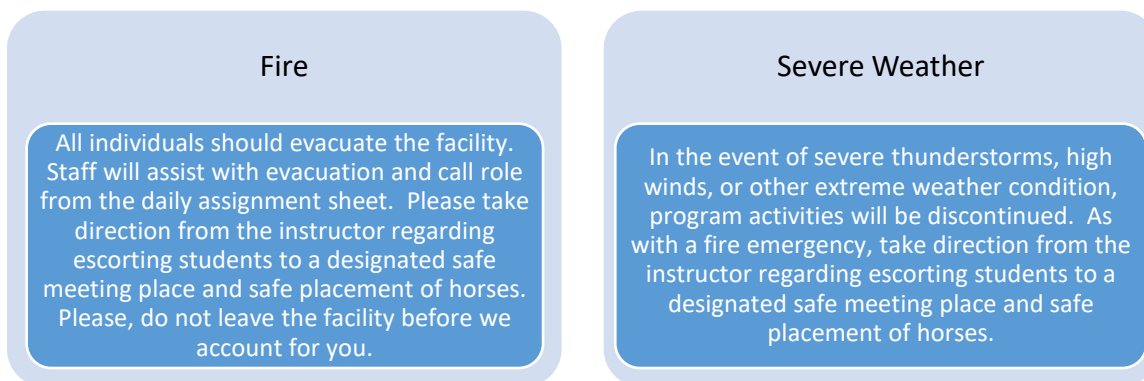 Fire
All individuals should evacuate the facility.
Staff will assist with evacuation and call role
from the daily assignment sheet.  Please take
direction from the instructor regarding
escorting students to a designated safe
meeting place and safe placement of horses.
Please, do not leave the facility before we
account for you.
Severe Weather
In the event of severe thunderstorms, high
winds, or other extreme weather condition,
program activities will be discontinued.  As
with a fire emergency, take direction from the
instructor regarding escorting students to a
designated safe meeting place and safe
placement of horses.